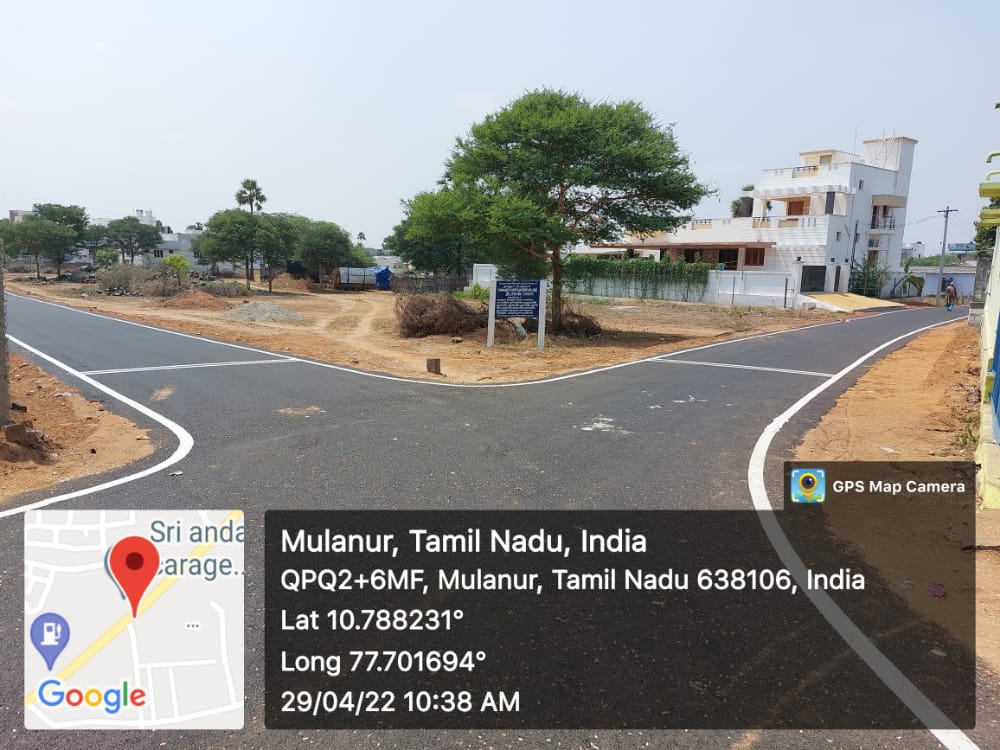 GPS Map Camera
Sri anda
Garage..
Google
Mulanur, Tamil Nadu, India
QPQ2+6MF, Mulanur, Tamil Nadu 638106, India
Lat 10.788231°
Long 77.701694°
29/04/22 10:38 AM